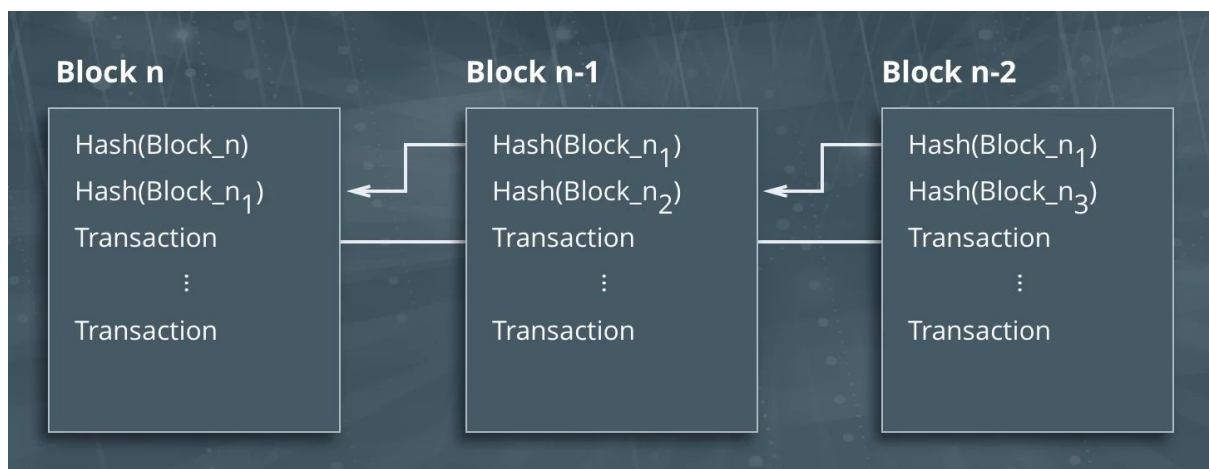 Block n
Hash(Block_n)
Hash(Block_n₁)
Transaction
⋮
Transaction
Block n-1
Hash(Block_n₁)
Hash(Block_n₂)
Transaction
⋮
Transaction
Block n-2
Hash(Block_n₁)
Hash(Block_n₃)
Transaction
⋮
Transaction